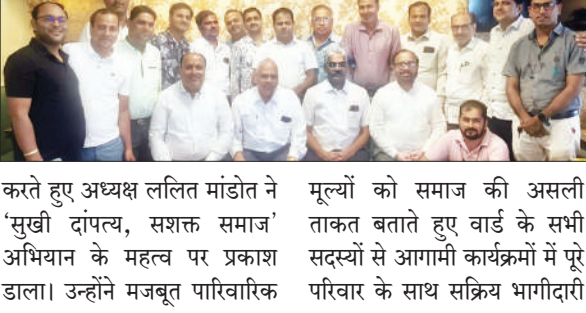 करते हुए अध्यक्ष ललित मांडोत ने
‘सुखी दांपत्य, सशक्त समाज’
अभियान के महत्व पर प्रकाश
डाला। उन्होंने मजबूत पारिवारिक
मूल्यों को समाज की असली
ताकत बताते हुए वार्ड के सभी
सदस्यों से आगामी कार्यक्रमों में पूरे
परिवार के साथ सक्रिय भागीदारी